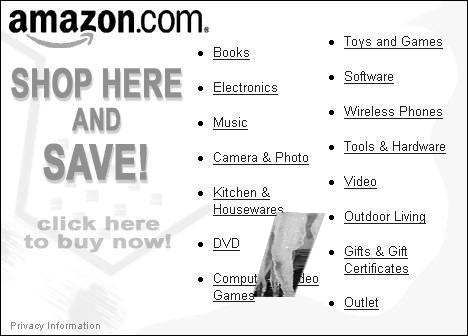 amazon.com.
SHOP HERE
AND
SAVE!
click here
to buy now!
Books
Electronics
Music
Camera & Photo
Kitchen &
Housewares
DVD
Games
Toys and Games
Software
Wireless Phones
Tools & Hardware
Video
Outdoor Living
Gifts & Gift
Certificates
Outlet
Privacy Information